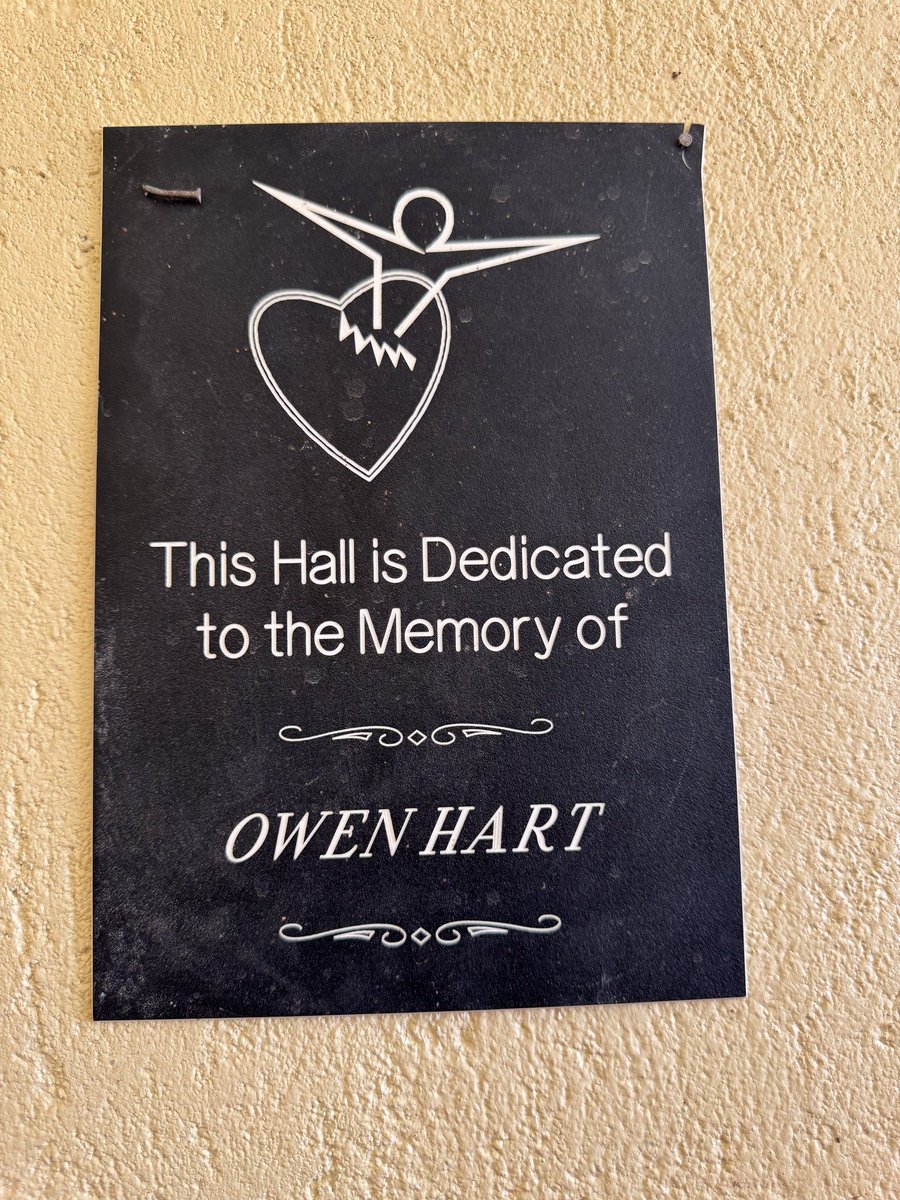 This Hall is Dedicated
to the Memory of
OWEN HART